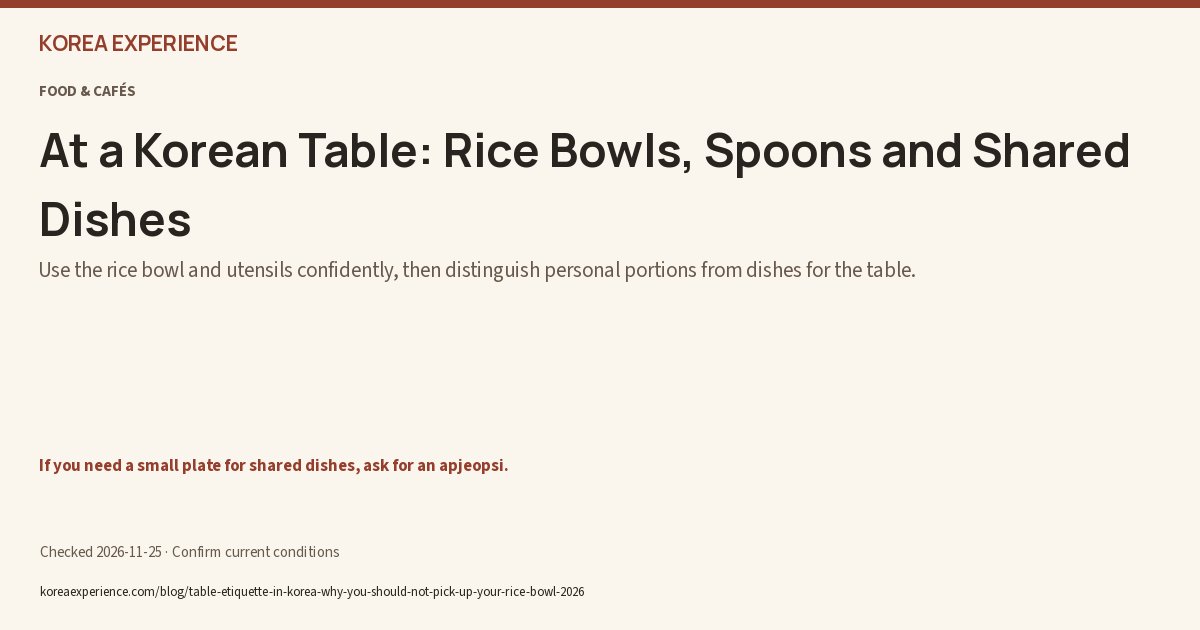 KOREA EXPERIENCE
FOOD & CAFÉS
At a Korean Table: Rice Bowls, Spoons and Shared
Dishes
Use the rice bowl and utensils confidently, then distinguish personal portions from dishes for the table.
If you need a small plate for shared dishes, ask for an apjeopsi.
Checked 2026-11-25 · Confirm current conditions
koreaexperience.com/blog/table-etiquette-in-korea-why-you-should-not-pick-up-your-rice-bowl-2026